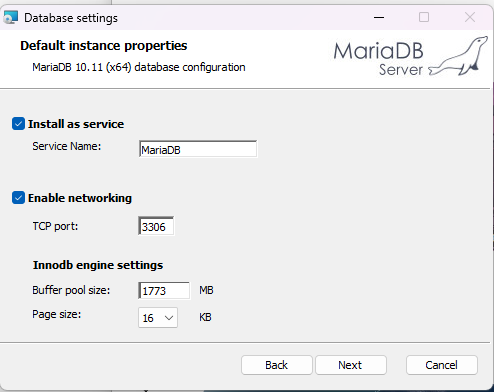 Database settings
Default instance properties
MariaDB 10.11 (x64) database configuration
MariaDB
Server
Install as service
Service Name: MariaDB
Enable networking
TCP port: 3306
Innodb engine settings
Buffer pool size: 1773 MB
Page size: 16 KB
Back Next Cancel